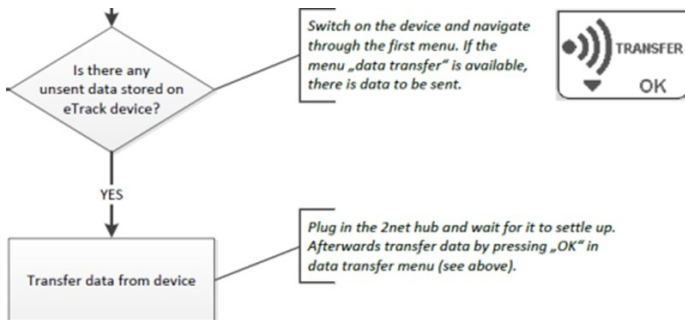 Is there any
unsent data stored on
eTrack device?
Switch on the device and navigate
through the first menu. If the
menu „data transfer“ is available,
there is data to be sent.
TRANSFER
OK
YES
Transfer data from device
Plug in the 2net hub and wait for it to settle up.
Afterwards transfer data by pressing „OK“ in
data transfer menu (see above).